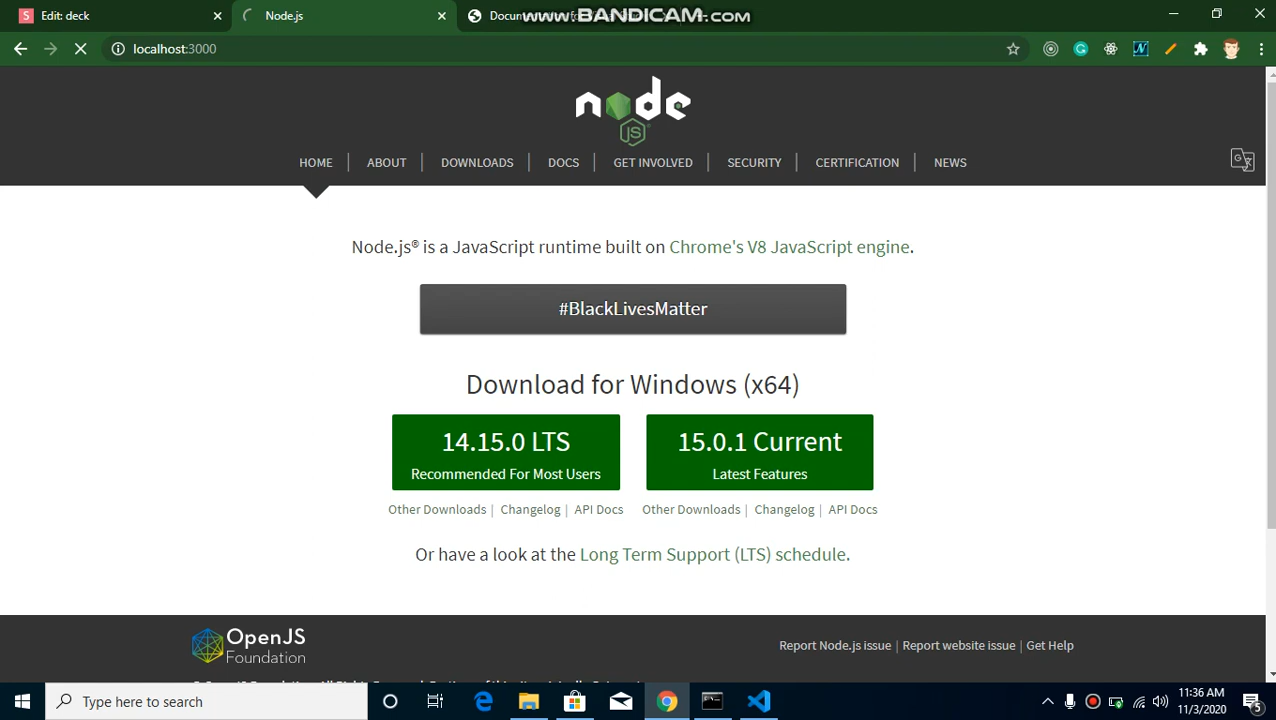 Edit: deck
Node.js
Docum
WWW.BANDICAM.COM
localhost:3000
node
JS
HOME
ABOUT
DOWNLOADS
DOCS
GET INVOLVED
SECURITY
CERTIFICATION
NEWS
Node.js® is a JavaScript runtime built on Chrome's V8 JavaScript engine.
#BlackLivesMatter
Download for Windows (x64)
14.15.0 LTS
Recommended For Most Users
15.0.1 Current
Latest Features
Other Downloads | Changelog | API Docs
Other Downloads | Changelog | API Docs
Or have a look at the Long Term Support (LTS) schedule.
OpenJS
Foundation
Report Node.js issue | Report website issue | Get Help
Type here to search
11:36 AM
11/3/2020
5